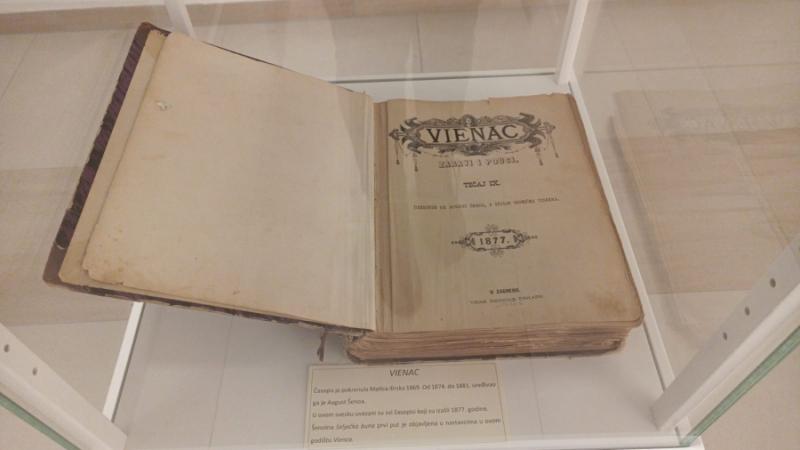 VIENAC
ZABAVI I POUCI.
TEČAJ IX.
UREDNIK
1877.
U ZAGREBU.
VIENAC
Časopis je pokrenula Matica ilirska 1869. Od 1874. do 1881. uređivao
ga je August Šenoa.
U ovom svesku uvezani su svi časopisi koji su izašli 1877. godine.
Šenoina Seljačka buna prvi put je objavljena u nastavcima u ovom
godištu Vienca.